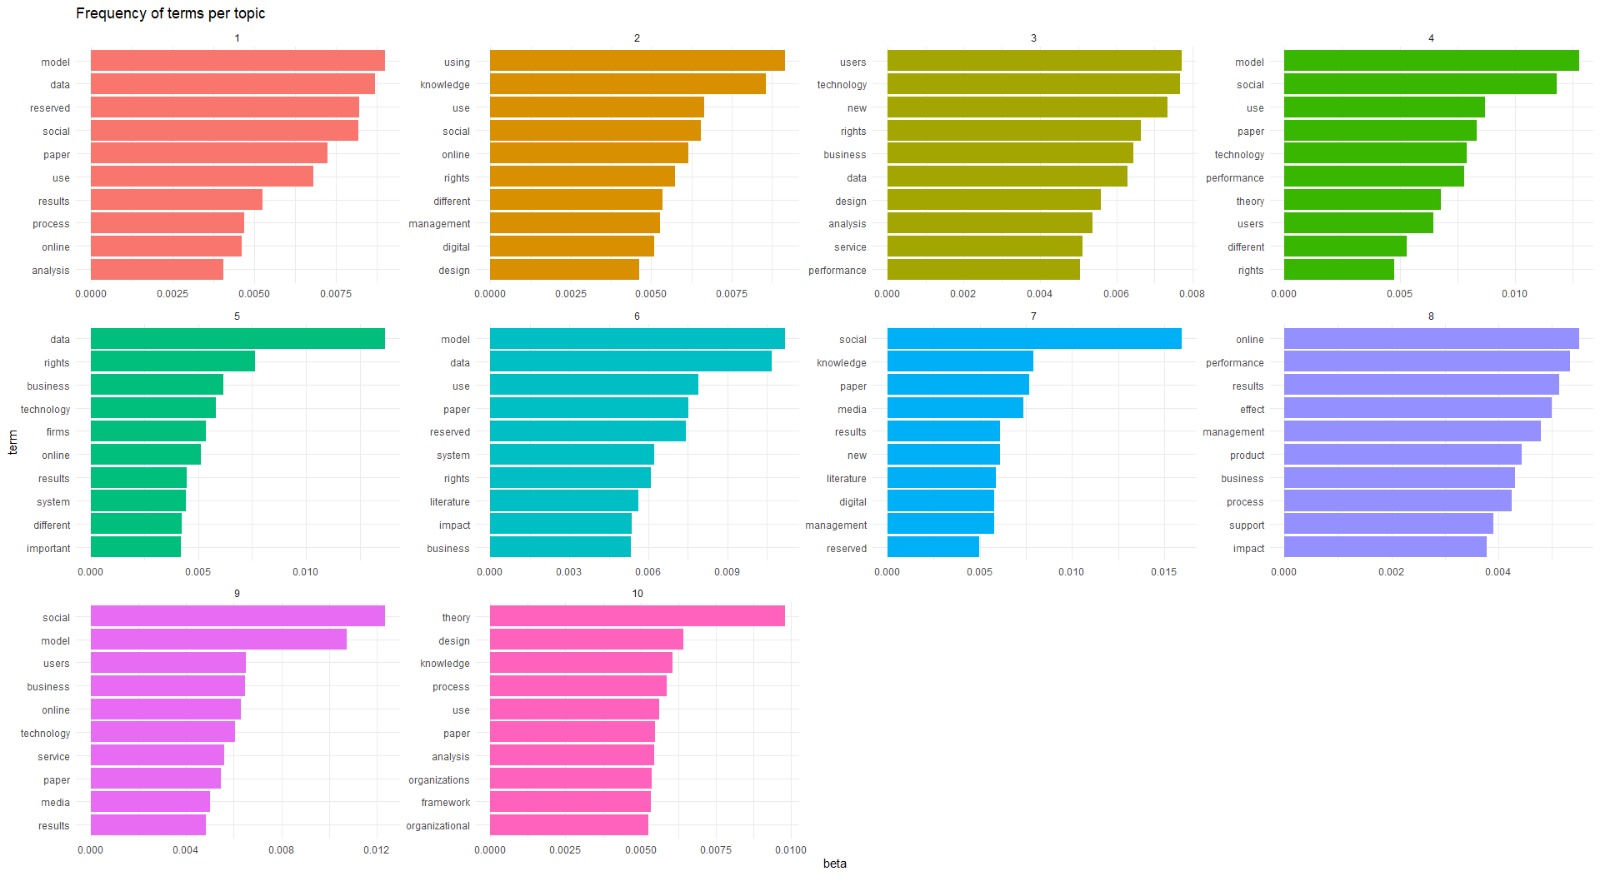 Frequency of terms per topic
1
model
data
reserved
social
paper
use
results
process
online
analysis
0.0000 0.0025 0.0050 0.0075
2
using
knowledge
use
social
online
rights
different
management
digital
design
0.0000 0.0025 0.0050 0.0075
3
users
technology
new
rights
business
data
design
analysis
service
performance
0.000 0.002 0.004 0.006 0.008
4
model
social
use
paper
technology
performance
theory
users
different
rights
0.000 0.005 0.010
term
5
data
rights
business
technology
firms
online
results
system
different
important
0.000 0.005 0.010
6
model
data
use
paper
reserved
system
rights
literature
impact
business
0.000 0.003 0.006 0.009
7
social
knowledge
paper
media
results
new
literature
digital
management
reserved
0.000 0.005 0.010 0.015
8
online
performance
results
effect
management
product
business
process
support
impact
0.000 0.002 0.004
9
social
model
users
business
online
technology
service
paper
media
results
0.000 0.004 0.008 0.012
10
theory
design
knowledge
process
use
paper
analysis
organizations
framework
organizational
0.0000 0.0025 0.0050 0.0075 0.0100
beta